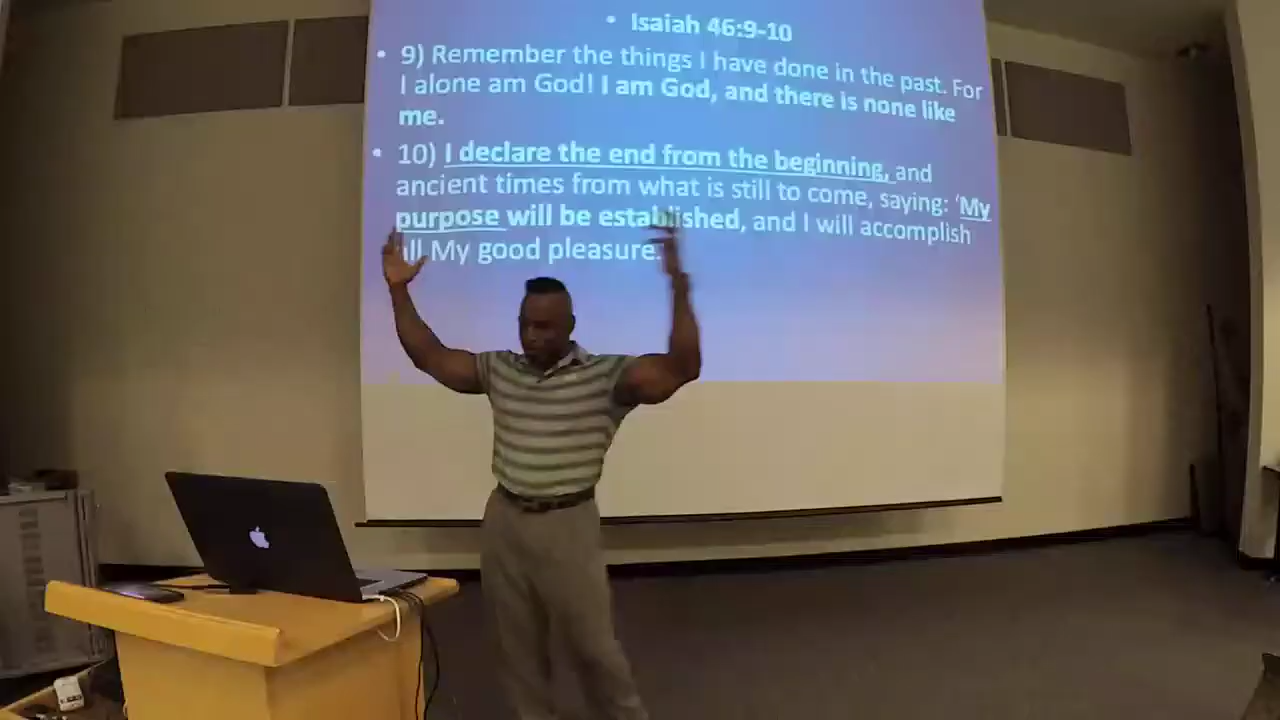 • Isaiah 46:9-10
• 9) Remember the things I have done in the past. For
I alone am God! I am God, and there is none like
me.
• 10) I declare the end from the beginning, and
ancient times from what is still to come, saying: ‘My
purpose will be established, and I will accomplish
all My good pleasure.